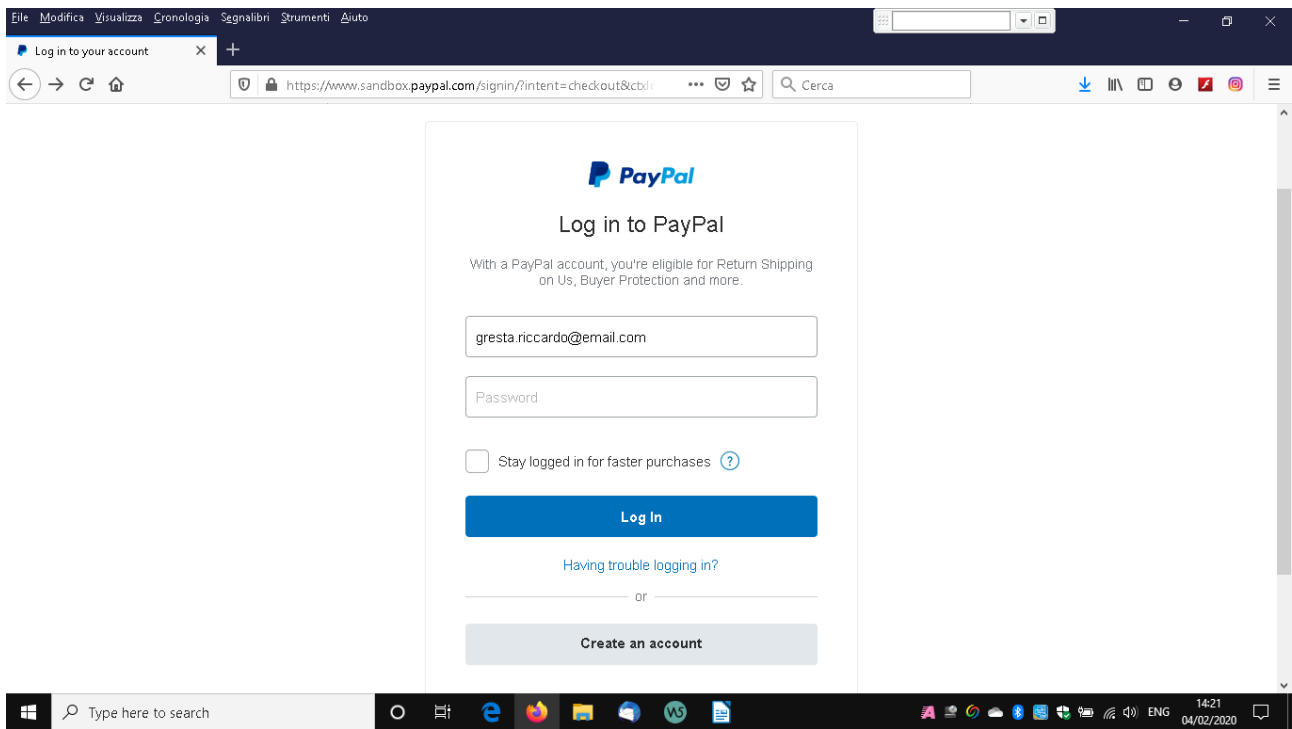 File Modifica Visualizza Cronologia Segnalibri Strumenti Aiuto
Log in to your account
https://www.sandbox.paypal.com/signin/?intent=checkout&ctx
Cerca
PayPal
Log in to PayPal
With a PayPal account, you're eligible for Return Shipping
on Us, Buyer Protection and more.
gresta.riccardo@email.com
Password
Stay logged in for faster purchases ?
Log In
Having trouble logging in?
or
Create an account
Type here to search
ENG
14:21
04/02/2020